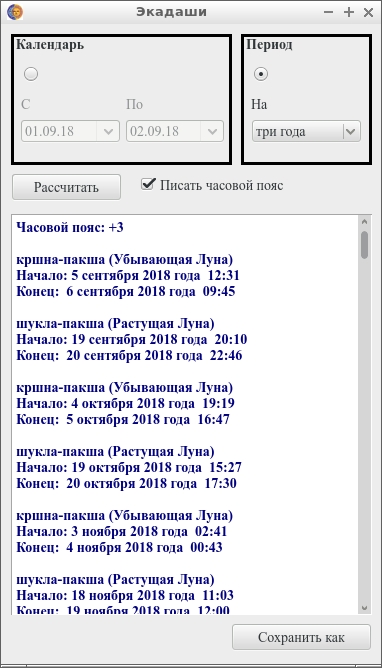 Экадаши
Календарь
Период
С
По
На
01.09.18
02.09.18
три года
Рассчитать
Писать часовой пояс
Часовой пояс: +3
кршна-пакша (Убывающая Луна)
Начало: 5 сентября 2018 года 12:31
Конец: 6 сентября 2018 года 09:45
шукла-пакша (Растущая Луна)
Начало: 19 сентября 2018 года 20:10
Конец: 20 сентября 2018 года 22:46
кршна-пакша (Убывающая Луна)
Начало: 4 октября 2018 года 19:19
Конец: 5 октября 2018 года 16:47
шукла-пакша (Растущая Луна)
Начало: 19 октября 2018 года 15:27
Конец: 20 октября 2018 года 17:30
кршна-пакша (Убывающая Луна)
Начало: 3 ноября 2018 года 02:41
Конец: 4 ноября 2018 года 00:43
шукла-пакша (Растущая Луна)
Начало: 18 ноября 2018 года 11:03
Конец: 19 ноября 2018 года 12:00
Сохранить как